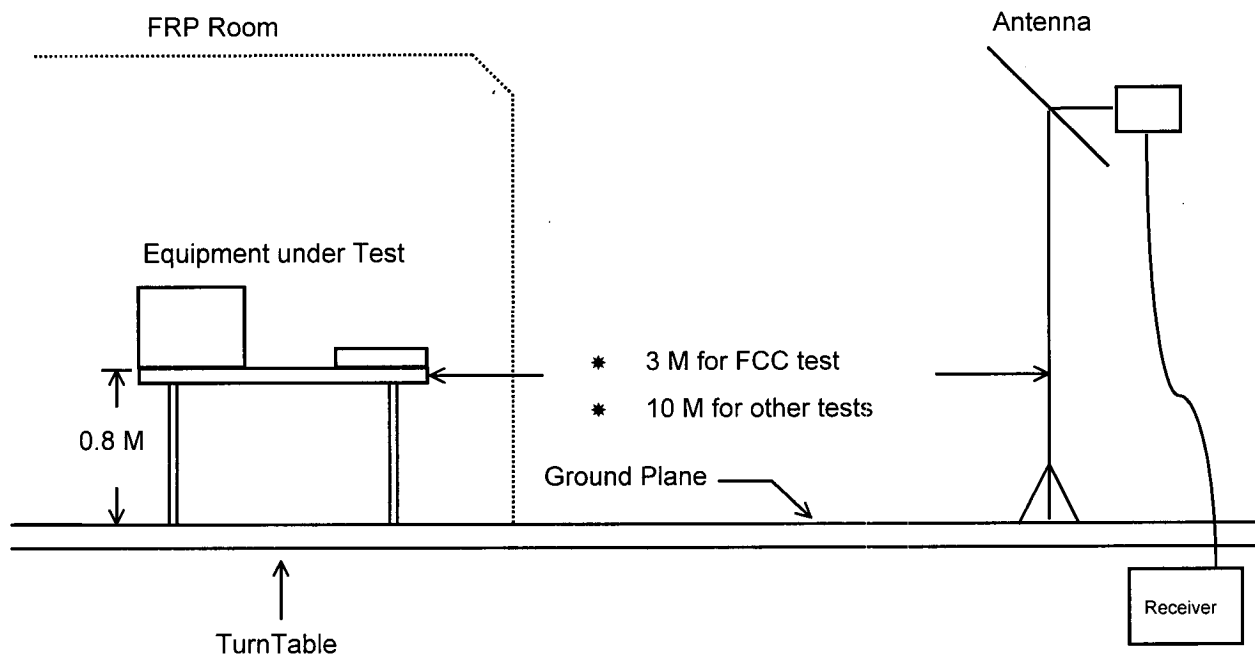 FRP Room
Antenna
Equipment under Test
✷ 3 M for FCC test
✷ 10 M for other tests
0.8 M
Ground Plane
Receiver
TurnTable